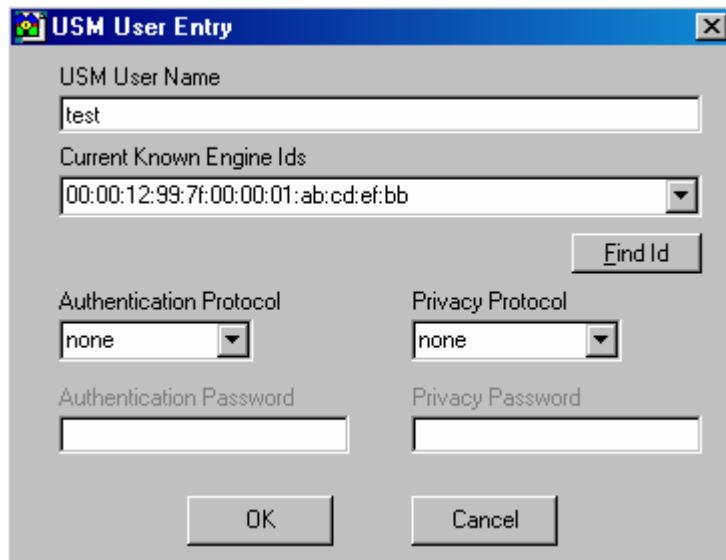 USM User Entry
USM User Name
test
Current Known Engine Ids
00:00:12:99:7f:00:00:01:ab:cd:ef:bb
Find Id
Authentication Protocol Privacy Protocol
none none
Authentication Password Privacy Password
OK Cancel